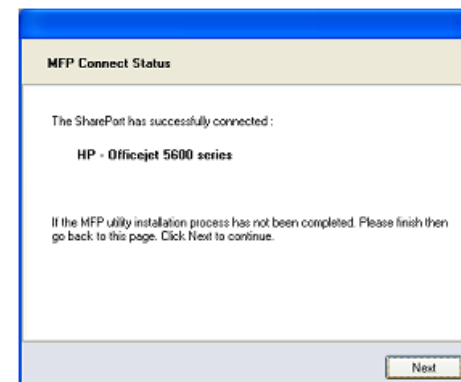 MFP Connect Status
The SharePort has successfully connected :
HP - Officejet 5600 series
If the MFP utility installation process has not been completed. Please finish then
go back to this page. Click Next to continue.
Next